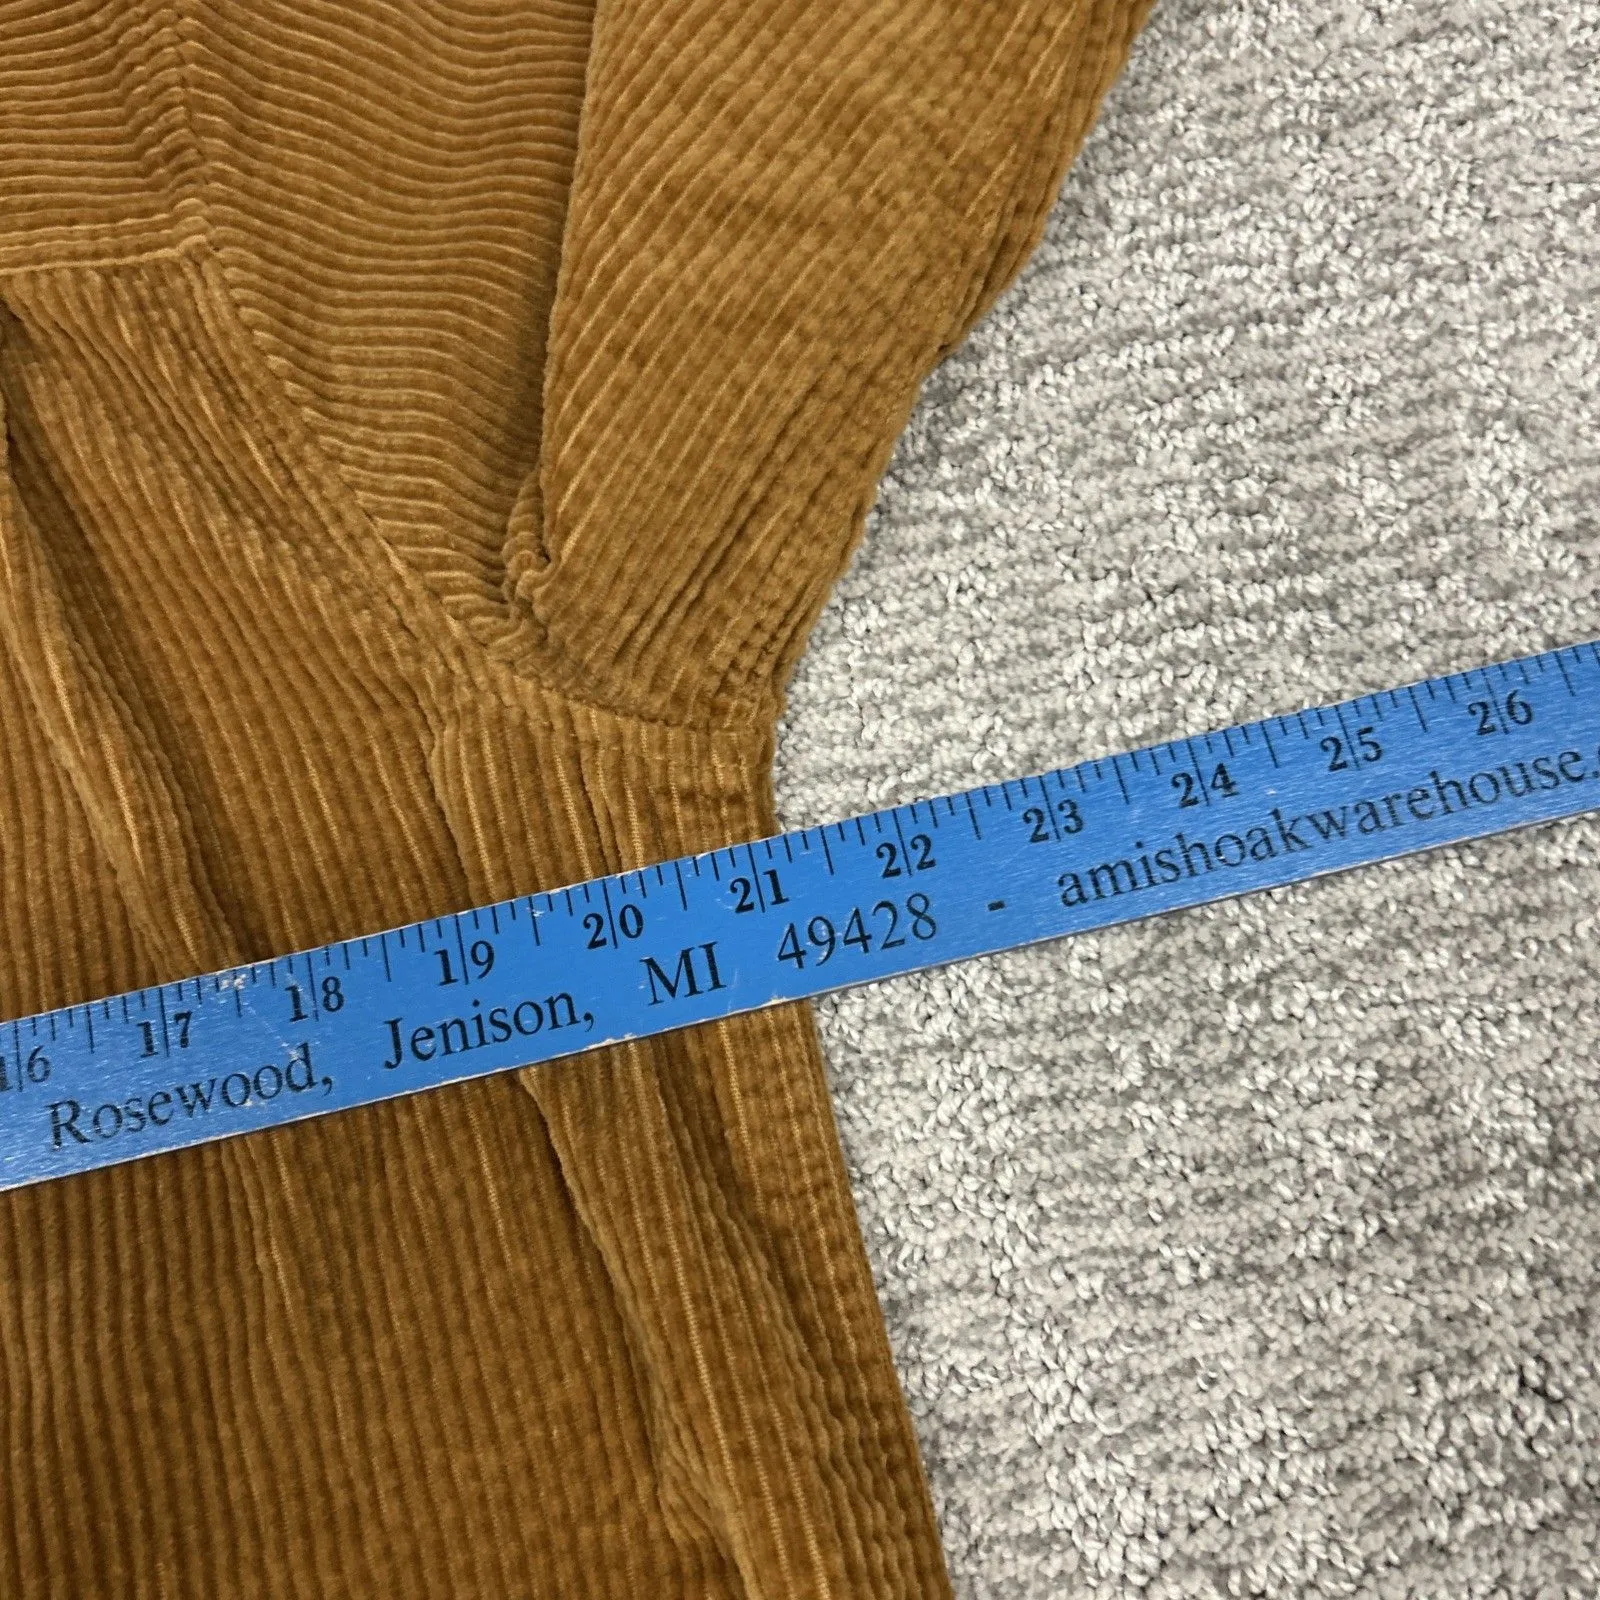 16 17 18 19 20 21 22 23 24 25 26
Rosewood, Jenison, MI 49428 - amishoakwarehouse.